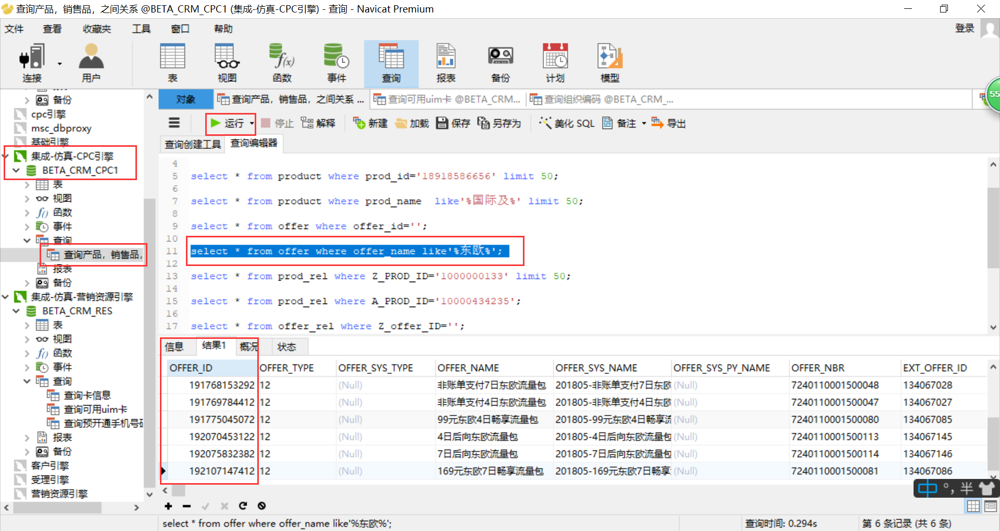 查询产品，销售品，之间关系 @BETA_CRM_CPC1 (集成-仿真-CPC引擎) - 查询 - Navicat Premium
文件 查看 收藏夹 工具 窗口 帮助 登录
连接 用户 表 视图 函数 事件 查询 报表 备份 计划 模型
55
对象 查询产品，销售品，之间关系 ... 查询可用uim卡 @BETA_CRM... 查询组织编码 @BETA_CRM_...
运行 停止 解释 新建 加载 保存 另存为 美化 SQL 备注 导出
查询创建工具 查询编辑器
备份
cpc引擎
msc_dbproxy
基础引擎
集成-仿真-CPC引擎
BETA_CRM_CPC1
表
视图
函数
事件
查询
查询产品，销售品，
报表
备份
集成-仿真-营销资源引擎
BETA_CRM_RES
表
视图
函数
事件
查询
查询卡信息
查询可用uim卡
查询预开通手机号码
报表
备份
客户引擎
受理引擎
营销资源引擎
4
5 select * from product where prod_id='18918586656' limit 50;
6
7 select * from product where prod_name  like'%国际及%' limit 50;
8
9 select * from offer where offer_id='';
10
11 select * from offer where offer_name like'%东欧%';
12
13 select * from prod_rel where Z_PROD_ID='1000000133' limit 50;
14
15 select * from prod_rel where A_PROD_ID='10000434235';
16
17 select * from offer_rel where Z_offer_ID='';
信息 结果1 概况 状态
OFFER_ID OFFER_TYPE OFFER_SYS_TYPE OFFER_NAME OFFER_SYS_NAME OFFER_SYS_PY_NAME OFFER_NBR EXT_OFFER_ID
191768153292 12 (Null) 非账单支付7日东欧流量包 201805-非账单支付7日东欧 (Null) 7240110001500048 134067028
191769784412 12 (Null) 非账单支付4日东欧流量包 201805-非账单支付4日东欧 (Null) 7240110001500047 134067027
191775045072 12 (Null) 99元东欧4日畅享流量包 201805-99元东欧4日畅享流 (Null) 7240110001500080 134067085
192070453122 12 (Null) 4日后向东欧流量包 201805-4日后向东欧流量包 (Null) 7240110001500113 134067145
192075832382 12 (Null) 7日后向东欧流量包 201805-7日后向东欧流量包 (Null) 7240110001500114 134067146
192107147412 12 (Null) 169元东欧7日畅享流量包 201805-169元东欧7日畅享 (Null) 7240110001500081 134067086
中 °, 半
select * from offer where offer_name like'%东欧%'; 查询时间: 0.294s 第 6 条记录 (共 6 条)